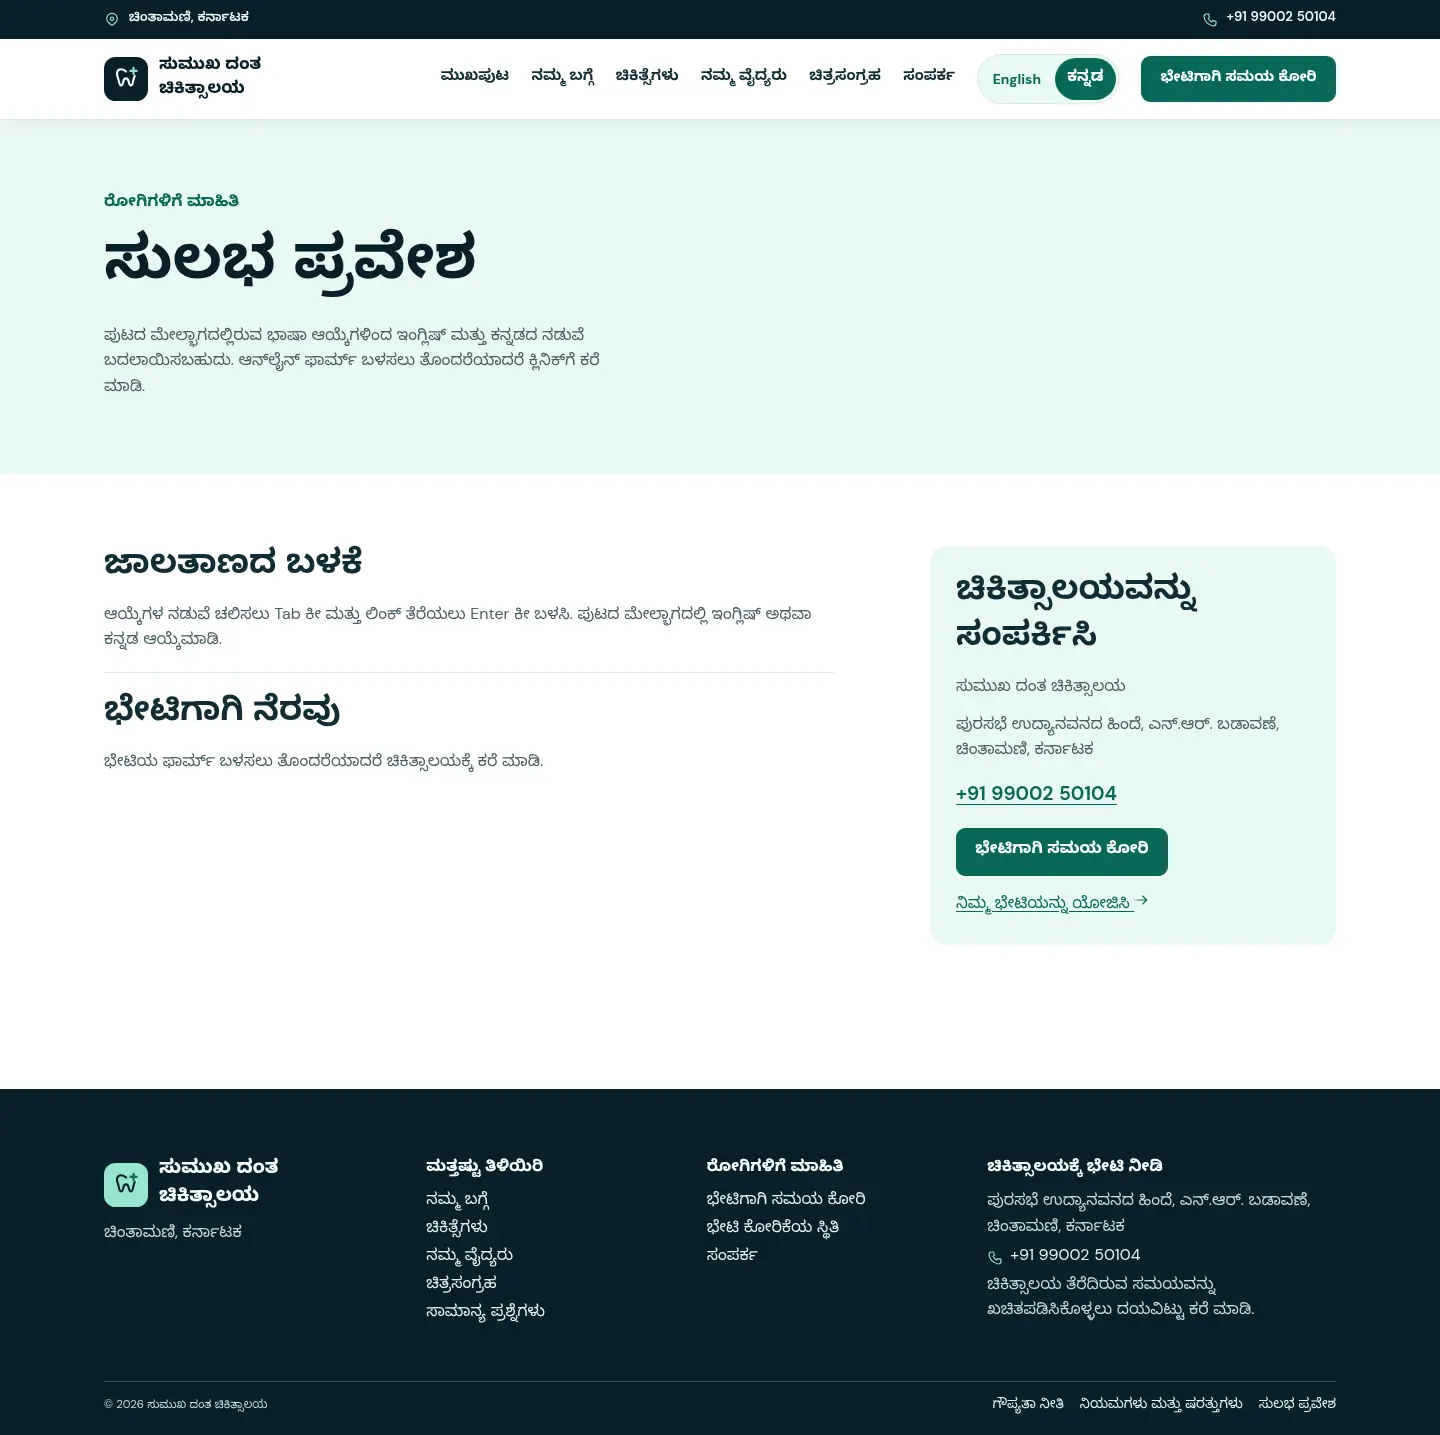 ಚಿಂತಾಮಣಿ, ಕರ್ನಾಟಕ
+91 99002 50104
ಸುಮುಖ ದಂತ
ಚಿಕಿತ್ಸಾಲಯ
ಮುಖಪುಟ
ನಮ್ಮ ಬಗ್ಗೆ
ಚಿಕಿತ್ಸೆಗಳು
ನಮ್ಮ ವೈದ್ಯರು
ಚಿತ್ರಸಂಗ್ರಹ
ಸಂಪರ್ಕ
English
ಕನ್ನಡ
ಭೇಟಿಗಾಗಿ ಸಮಯ ಕೋರಿ
ರೋಗಿಗಳಿಗೆ ಮಾಹಿತಿ
ಸುಲಭ ಪ್ರವೇಶ
ಪುಟದ ಮೇಲ್ಭಾಗದಲ್ಲಿರುವ ಭಾಷಾ ಆಯ್ಕೆಗಳಿಂದ ಇಂಗ್ಲಿಷ್ ಮತ್ತು ಕನ್ನಡದ ನಡುವೆ
ಬದಲಾಯಿಸಬಹುದು. ಆನ್‌ಲೈನ್ ಫಾರ್ಮ್ ಬಳಸಲು ತೊಂದರೆಯಾದರೆ ಕ್ಲಿನಿಕ್‌ಗೆ ಕರೆ
ಮಾಡಿ.
ಜಾಲತಾಣದ ಬಳಕೆ
ಆಯ್ಕೆಗಳ ನಡುವೆ ಚಲಿಸಲು Tab ಕೀ ಮತ್ತು ಲಿಂಕ್ ತೆರೆಯಲು Enter ಕೀ ಬಳಸಿ. ಪುಟದ ಮೇಲ್ಭಾಗದಲ್ಲಿ ಇಂಗ್ಲಿಷ್ ಅಥವಾ
ಕನ್ನಡ ಆಯ್ಕೆಮಾಡಿ.
ಭೇಟಿಗಾಗಿ ನೆರವು
ಭೇಟಿಯ ಫಾರ್ಮ್ ಬಳಸಲು ತೊಂದರೆಯಾದರೆ ಚಿಕಿತ್ಸಾಲಯಕ್ಕೆ ಕರೆ ಮಾಡಿ.
ಚಿಕಿತ್ಸಾಲಯವನ್ನು
ಸಂಪರ್ಕಿಸಿ
ಸುಮುಖ ದಂತ ಚಿಕಿತ್ಸಾಲಯ
ಪುರಸಭೆ ಉದ್ಯಾನವನದ ಹಿಂದೆ, ಎನ್.ಆರ್. ಬಡಾವಣೆ,
ಚಿಂತಾಮಣಿ, ಕರ್ನಾಟಕ
+91 99002 50104
ಭೇಟಿಗಾಗಿ ಸಮಯ ಕೋರಿ
ನಿಮ್ಮ ಭೇಟಿಯನ್ನು ಯೋಜಿಸಿ →
ಸುಮುಖ ದಂತ
ಚಿಕಿತ್ಸಾಲಯ
ಚಿಂತಾಮಣಿ, ಕರ್ನಾಟಕ
ಮತ್ತಷ್ಟು ತಿಳಿಯಿರಿ
ನಮ್ಮ ಬಗ್ಗೆ
ಚಿಕಿತ್ಸೆಗಳು
ನಮ್ಮ ವೈದ್ಯರು
ಚಿತ್ರಸಂಗ್ರಹ
ಸಾಮಾನ್ಯ ಪ್ರಶ್ನೆಗಳು
ರೋಗಿಗಳಿಗೆ ಮಾಹಿತಿ
ಭೇಟಿಗಾಗಿ ಸಮಯ ಕೋರಿ
ಭೇಟಿ ಕೋರಿಕೆಯ ಸ್ಥಿತಿ
ಸಂಪರ್ಕ
ಚಿಕಿತ್ಸಾಲಯಕ್ಕೆ ಭೇಟಿ ನೀಡಿ
ಪುರಸಭೆ ಉದ್ಯಾನವನದ ಹಿಂದೆ, ಎನ್.ಆರ್. ಬಡಾವಣೆ,
ಚಿಂತಾಮಣಿ, ಕರ್ನಾಟಕ
+91 99002 50104
ಚಿಕಿತ್ಸಾಲಯ ತೆರೆದಿರುವ ಸಮಯವನ್ನು
ಖಚಿತಪಡಿಸಿಕೊಳ್ಳಲು ದಯವಿಟ್ಟು ಕರೆ ಮಾಡಿ.
© 2026 ಸುಮುಖ ದಂತ ಚಿಕಿತ್ಸಾಲಯ
ಗೌಪ್ಯತಾ ನೀತಿ
ನಿಯಮಗಳು ಮತ್ತು ಷರತ್ತುಗಳು
ಸುಲಭ ಪ್ರವೇಶ